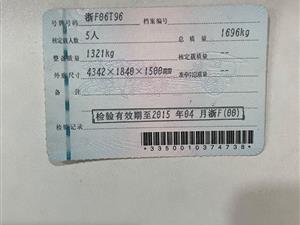 号牌号码 浙F06T96 档案编号
核定载人数 5人 总质量 1696kg
整备质量 1321kg 核定载质量 --
外廓尺寸 4342×1840×1500mm 准牵引总质量 --
检验有效期至2015年04月浙F(00)
检验记录
*3350010374738*